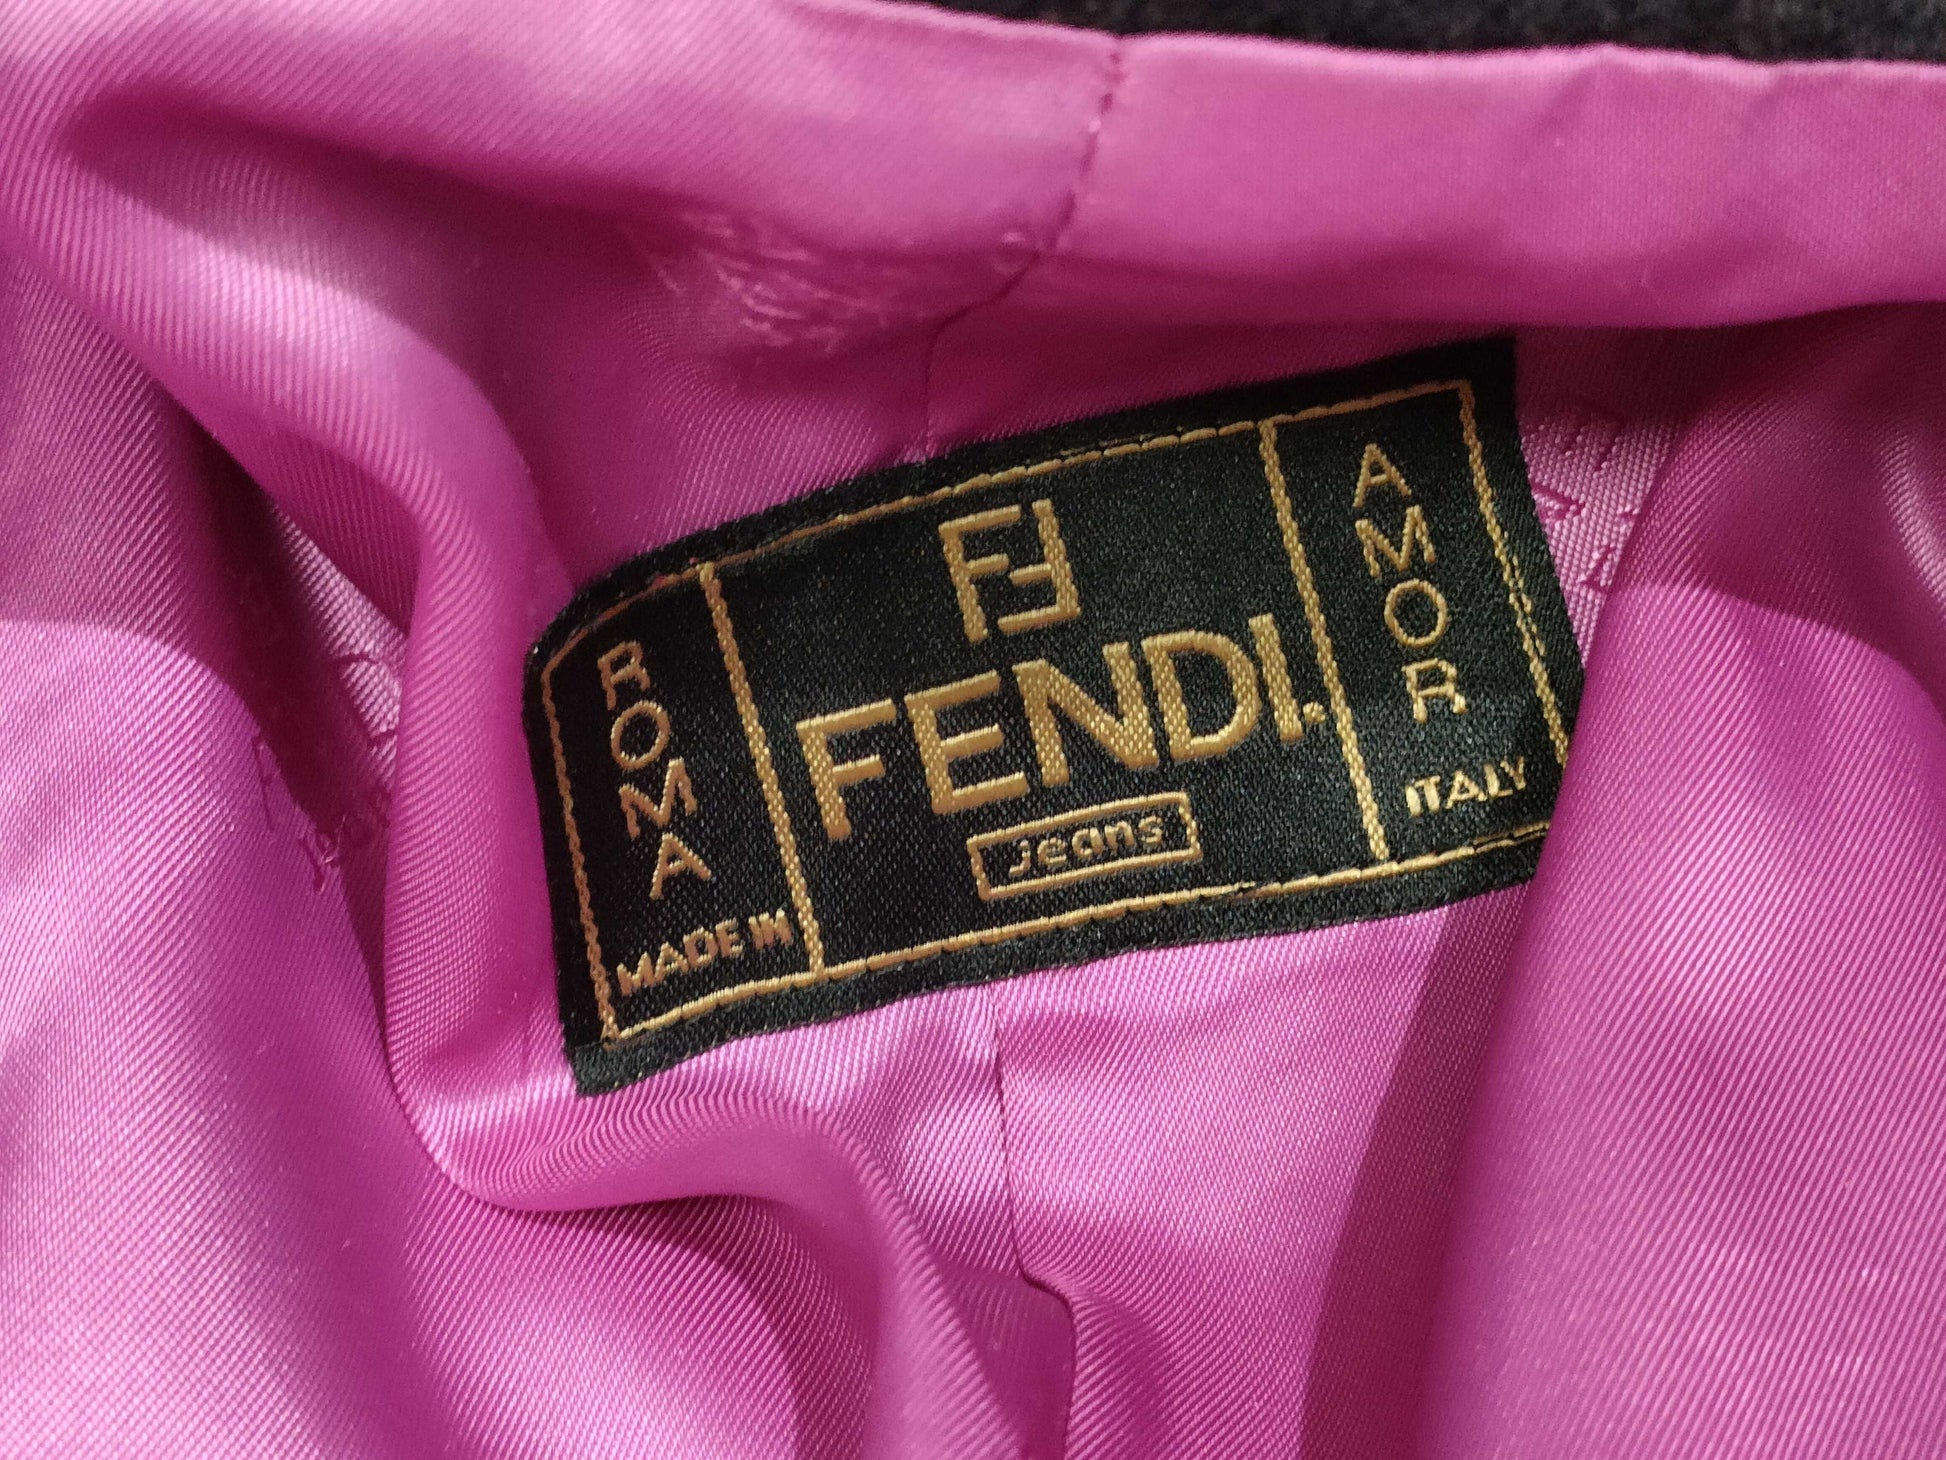 ROMA
MADE IN
FF
FENDI.
jeans
AMOR
ITALY